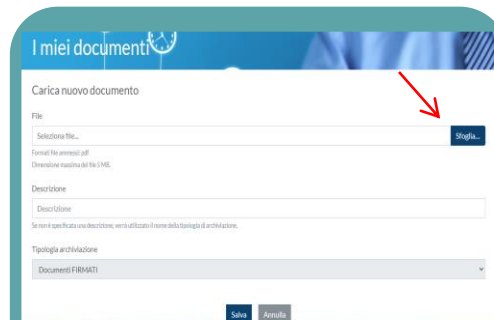 I miei documenti
Carica nuovo documento
File
Seleziona file...
Sfoglia...
Formati file ammessi: pdf
Dimensione massima del file 5 MB.
Descrizione
Descrizione
Se non è specificata una descrizione, verrà utilizzato il nome della tipologia di archiviazione.
Tipologia archiviazione
Documenti FIRMATI
Salva Annulla